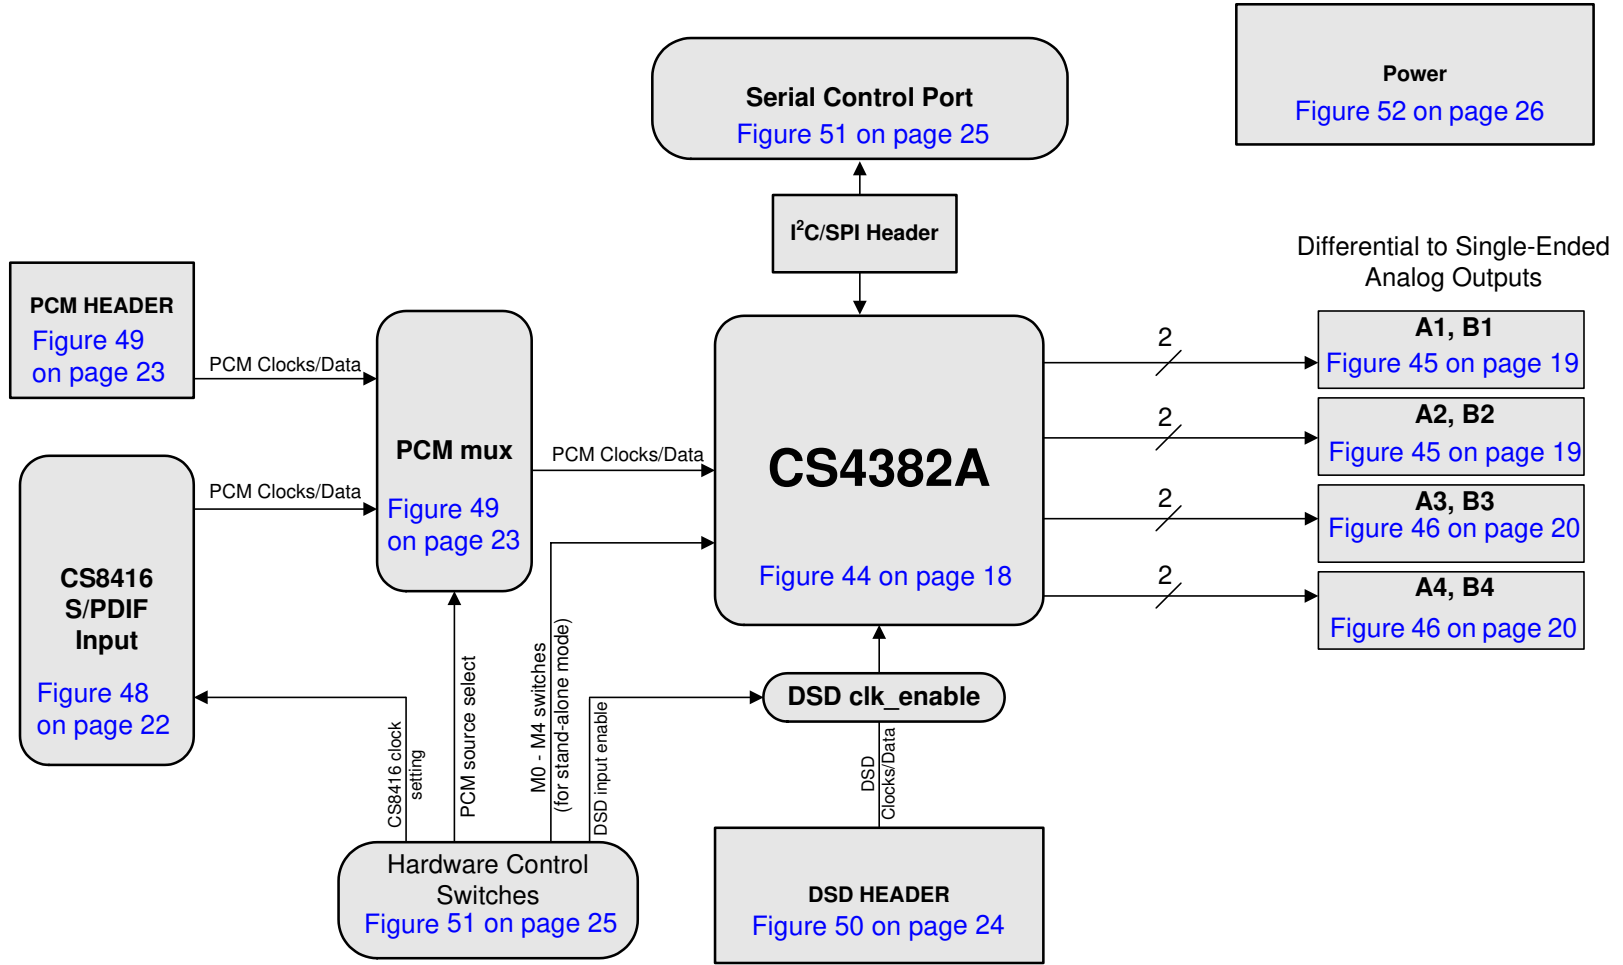 Power
Figure 52 on page 26
Serial Control Port
Figure 51 on page 25
I²C/SPI Header
Differential to Single-Ended
Analog Outputs
PCM HEADER
Figure 49
on page 23
PCM Clocks/Data
CS8416
S/PDIF
Input
Figure 48
on page 22
PCM Clocks/Data
PCM mux
Figure 49
on page 23
PCM Clocks/Data
CS4382A
Figure 44 on page 18
2
A1, B1
Figure 45 on page 19
2
A2, B2
Figure 45 on page 19
2
A3, B3
Figure 46 on page 20
2
A4, B4
Figure 46 on page 20
CS8416 clock
setting
PCM source select
M0 - M4 switches
(for stand-alone mode)
DSD input enable
DSD clk_enable
DSD
Clocks/Data
Hardware Control
Switches
Figure 51 on page 25
DSD HEADER
Figure 50 on page 24